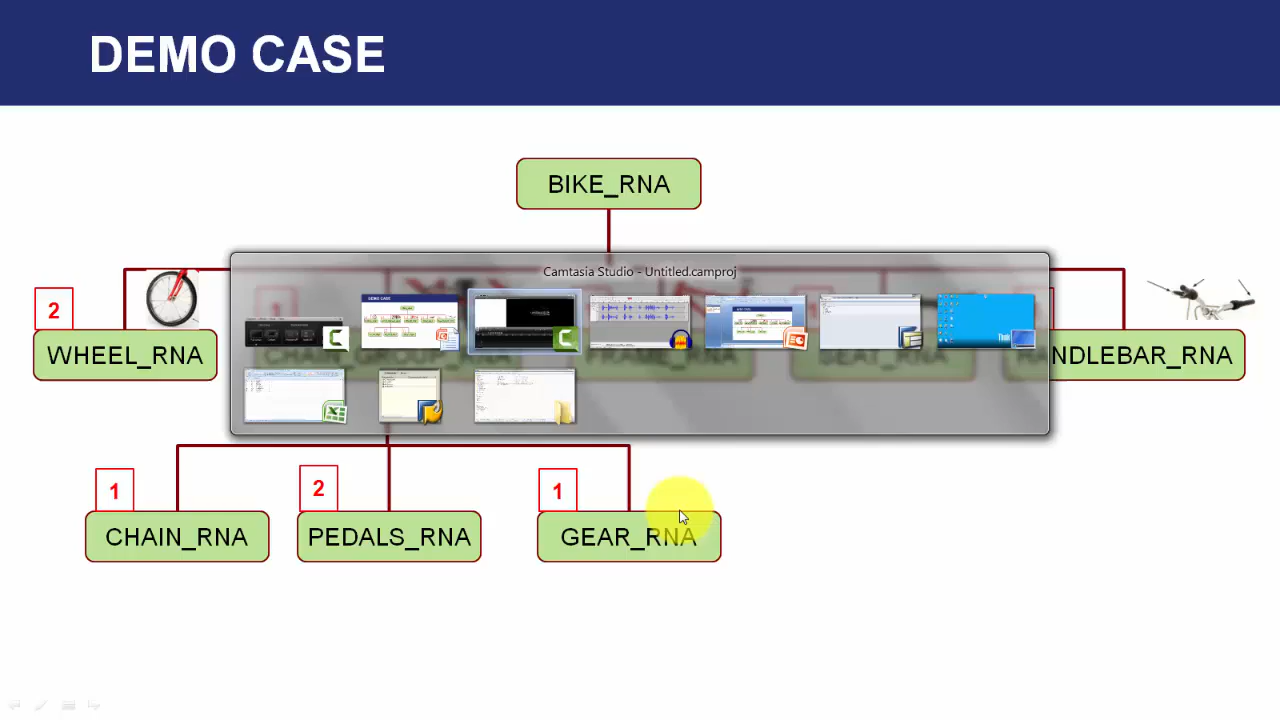 DEMO CASE
BIKE_RNA
Camtasia Studio - Untitled.camproj
2
WHEEL_RNA
NDLEBAR_RNA
1
2
1
CHAIN_RNA
PEDALS_RNA
GEAR_RNA